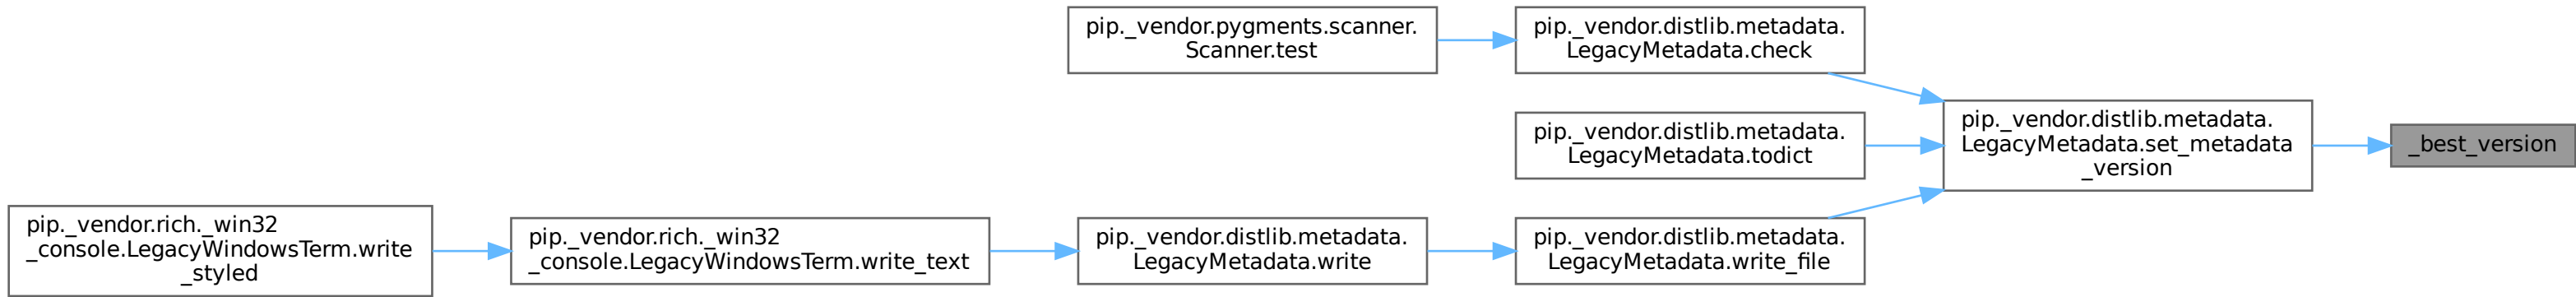 pip._vendor.pygments.scanner.
Scanner.test
pip._vendor.distlib.metadata.
LegacyMetadata.check
pip._vendor.distlib.metadata.
LegacyMetadata.todict
pip._vendor.distlib.metadata.
LegacyMetadata.set_metadata
_version
_best_version
pip._vendor.rich._win32
_console.LegacyWindowsTerm.write
_styled
pip._vendor.rich._win32
_console.LegacyWindowsTerm.write_text
pip._vendor.distlib.metadata.
LegacyMetadata.write
pip._vendor.distlib.metadata.
LegacyMetadata.write_file